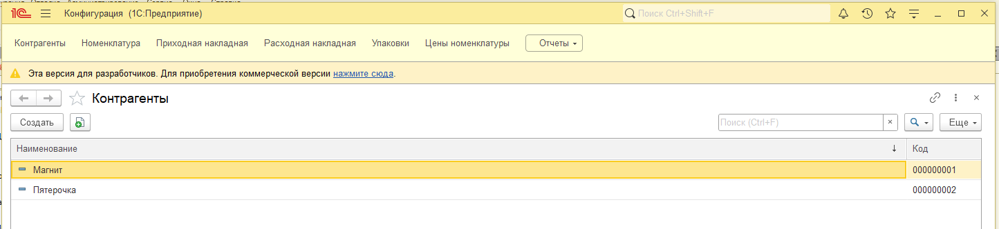 1С Конфигурация (1С:Предприятие) Поиск Ctrl+Shift+F
Контрагенты Номенклатура Приходная накладная Расходная накладная Упаковки Цены номенклатуры Отчеты
Эта версия для разработчиков. Для приобретения коммерческой версии нажмите сюда.
Контрагенты
Создать Поиск (Ctrl+F) × Еще
Наименование ↓ Код
Магнит 000000001
Пятерочка 000000002